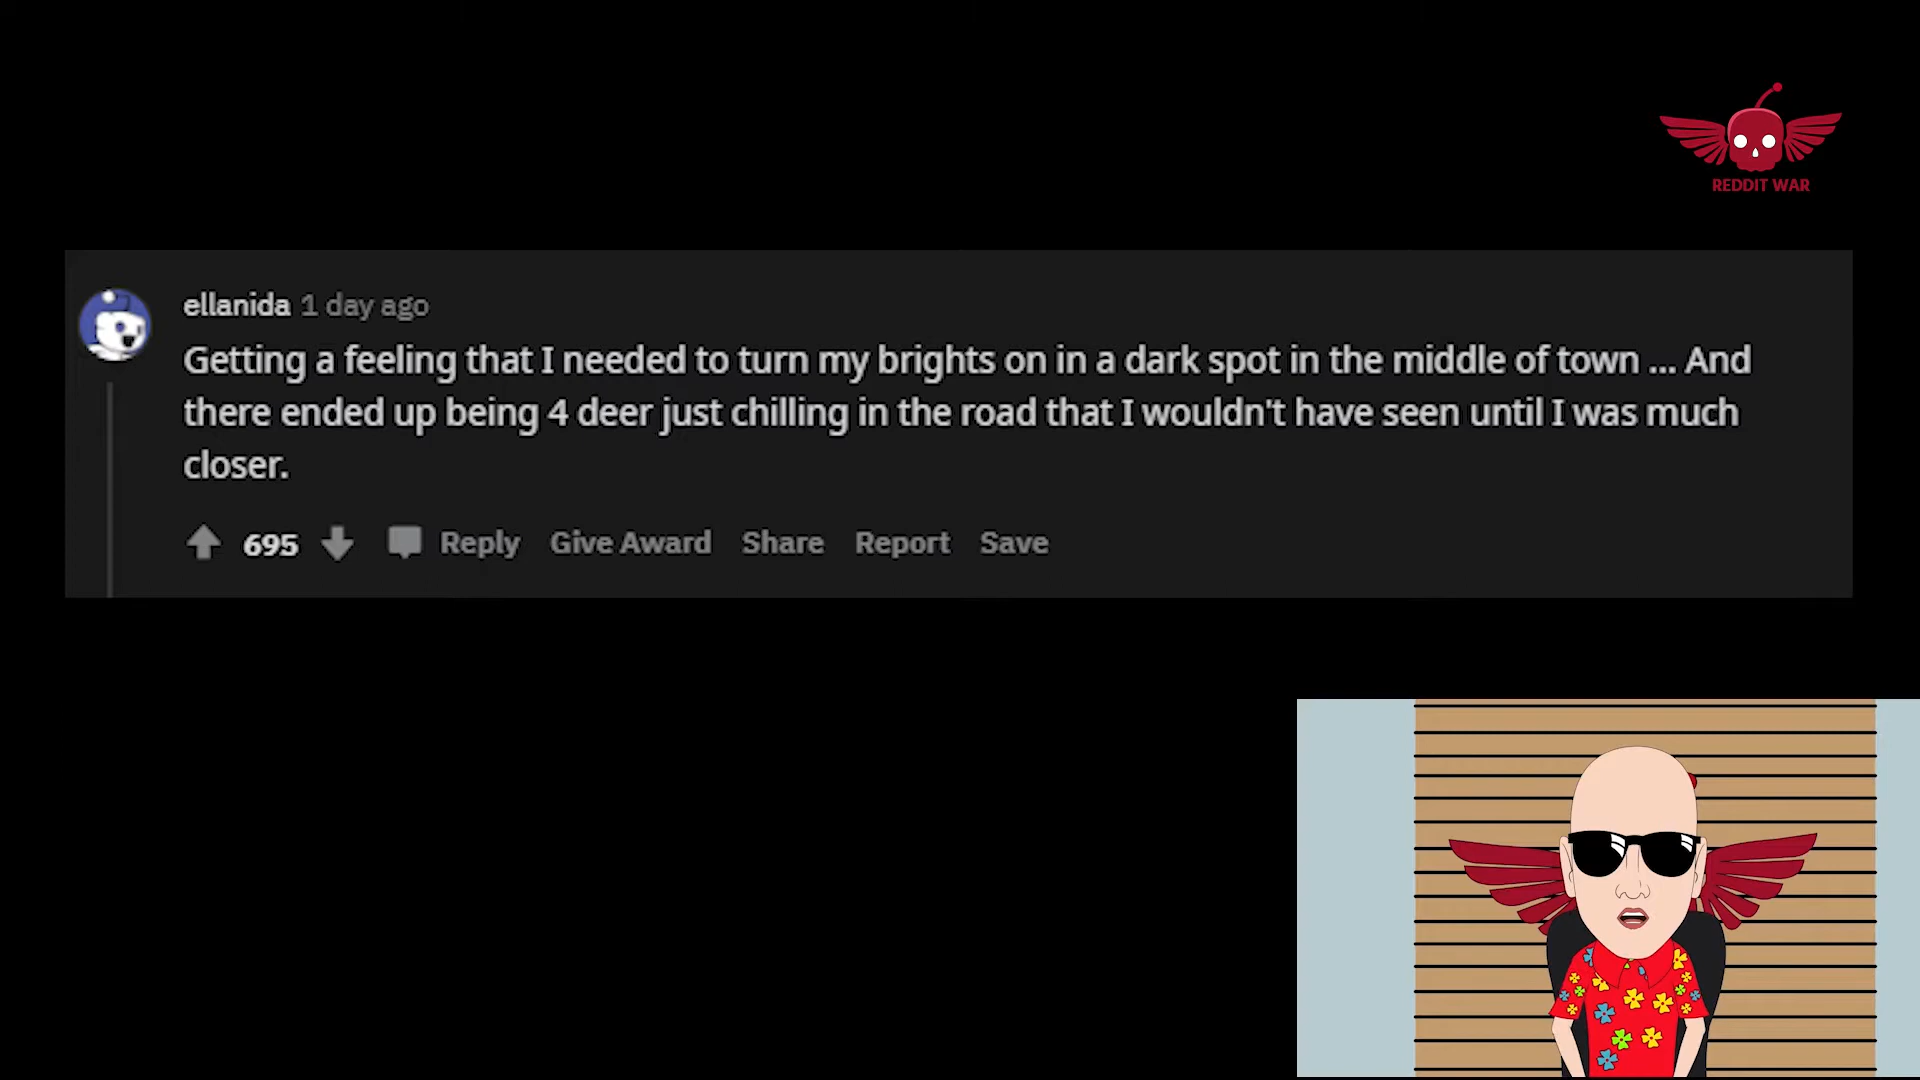 REDDIT WAR
ellanida 1 day ago
Getting a feeling that I needed to turn my brights on in a dark spot in the middle of town ... And
there ended up being 4 deer just chilling in the road that I wouldn't have seen until I was much
closer.
695 Reply Give Award Share Report Save